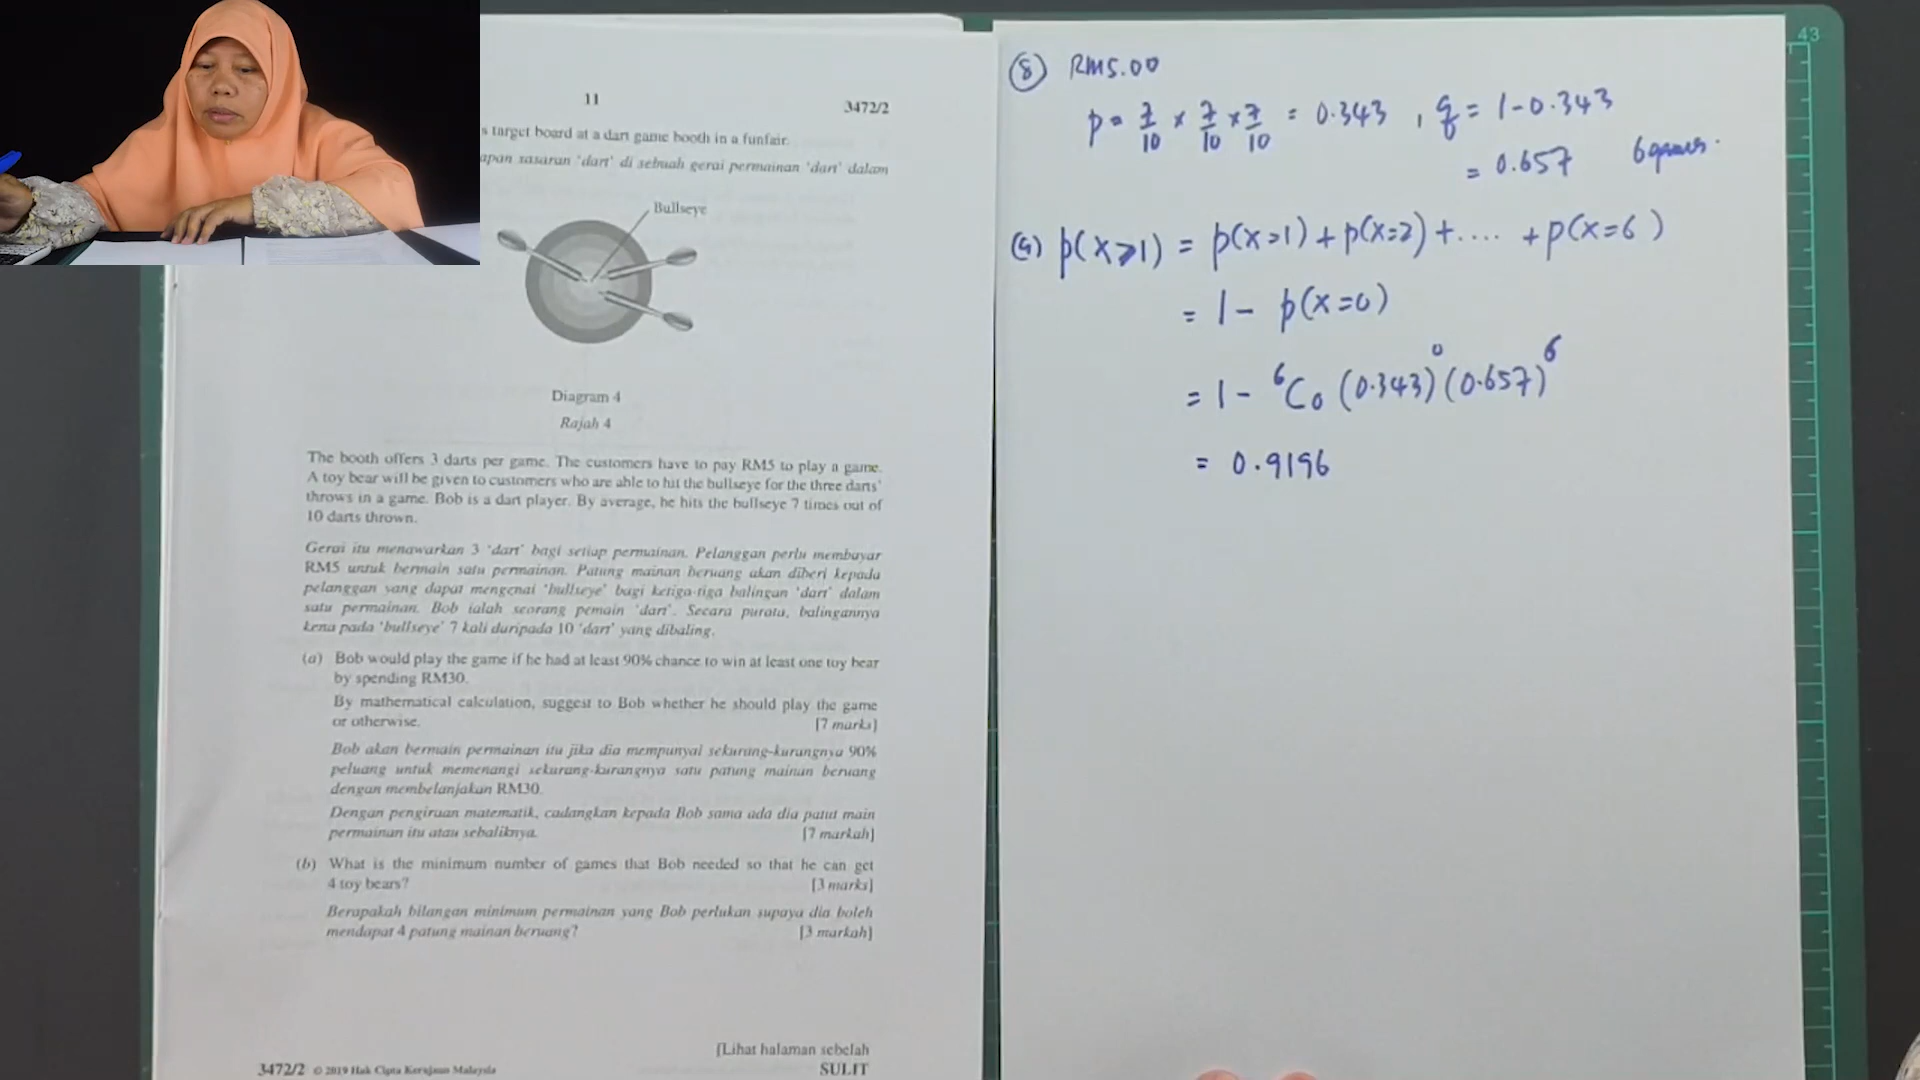 11
3472/2
s target board at a dart game booth in a funfair.
apan sasaran 'dart' di sebuah gerai permainan 'dart' dalam
Bullseye
Diagram 4
Rajah 4
The booth offers 3 darts per game. The customers have to pay RM5 to play a game.
A toy bear will be given to customers who are able to hit the bullseye for the three darts'
throws in a game. Bob is a dart player. By average, he hits the bullseye 7 times out of
10 darts thrown.
Gerai itu menawarkan 3 'dart' bagi setiap permainan. Pelanggan perlu membayar
RM5 untuk bermain satu permainan. Patung mainan beruang akan diberi kepada
pelanggan yang dapat mengenai 'bullseye' bagi ketiga-tiga balingan 'dart' dalam
satu permainan. Bob ialah seorang pemain 'dart'. Secara purata, balingannya
kena pada 'bullseye' 7 kali daripada 10 'dart' yang dibaling.
(a) Bob would play the game if he had at least 90% chance to win at least one toy bear
by spending RM30.
By mathematical calculation, suggest to Bob whether he should play the game
or otherwise. [7 marks]
Bob akan bermain permainan itu jika dia mempunyai sekurang-kurangnya 90%
peluang untuk memenangi sekurang-kurangnya satu patung mainan beruang
dengan membelanjakan RM30.
Dengan pengiraan matematik, cadangkan kepada Bob sama ada dia patut main
permainan itu atau sebaliknya. [7 markah]
(b) What is the minimum number of games that Bob needed so that he can get
4 toy bears? [3 marks]
Berapakah bilangan minimum permainan yang Bob perlukan supaya dia boleh
mendapat 4 patung mainan beruang? [3 markah]
[Lihat halaman sebelah
3472/2 © 2019 Hak Cipta Kerajaan Malaysia SULIT
43
8 RM5.00
p = 7/10 × 7/10 × 7/10 = 0.343 , q = 1 - 0.343
= 0.657 6 games.
(a) p(x⩾1) = p(x=1) + p(x=2) + .... + p(x=6)
= 1 - p(x=0)
= 1 - ⁶C₀ (0.343)⁰ (0.657)⁶
= 0.9196